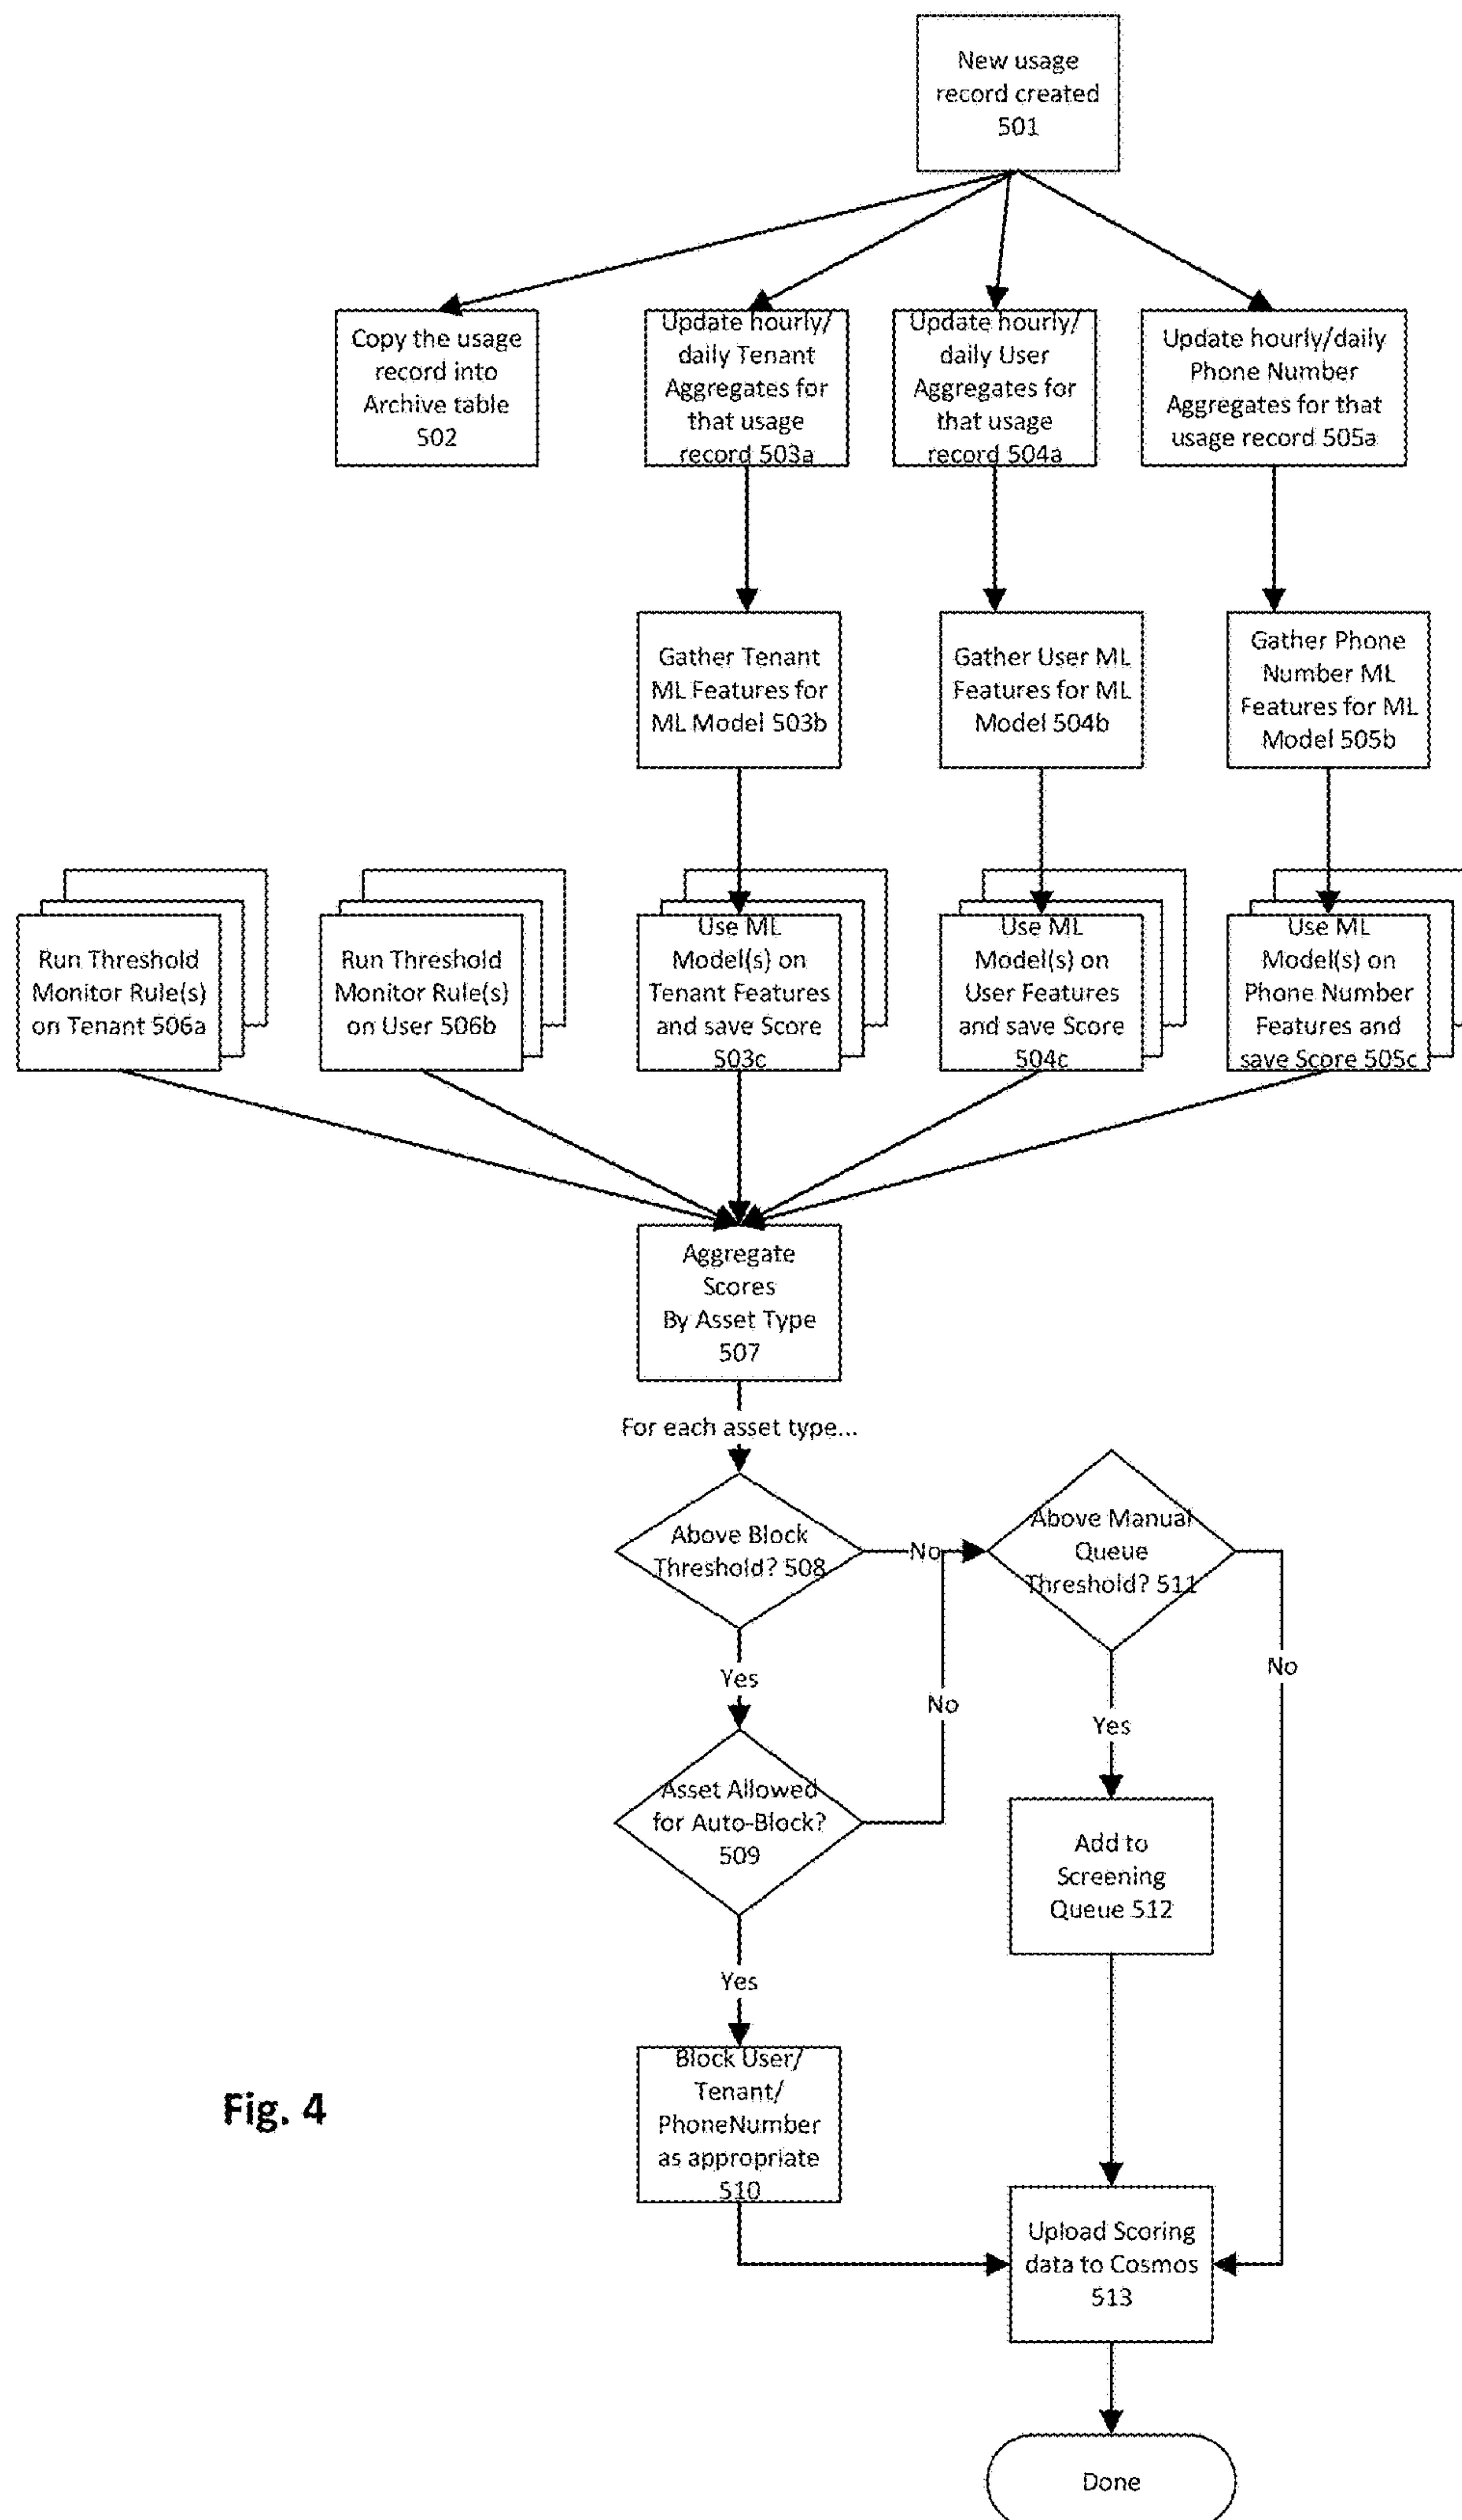 New usage
record created
501
Copy the usage
record into
Archive table
502
Update hourly/
daily Tenant
Aggregates for
that usage
record 503a
Update hourly/
daily User
Aggregates for
that usage
record 504a
Update hourly/daily
Phone Number
Aggregates for that
usage record 505a
Gather Tenant
ML Features for
ML Model 503b
Gather User ML
Features for ML
Model 504b
Gather Phone
Number ML
Features for ML
Model 505b
Run Threshold
Monitor Rule(s)
on Tenant 506a
Run Threshold
Monitor Rule(s)
on User 506b
Use ML
Model(s) on
Tenant Features
and save Score
503c
Use ML
Model(s) on
User Features
and save Score
504c
Use ML
Model(s) on
Phone Number
Features and
save Score 505c
Aggregate
Scores
By Asset Type
507
For each asset type...
Above Block
Threshold? 508
No
Above Manual
Queue
Threshold? 511
Yes
No
No
Yes
Asset Allowed
for Auto-Block?
509
Add to
Screening
Queue 512
Yes
Block User/
Tenant/
PhoneNumber
as appropriate
510
Fig. 4
Upload Scoring
data to Cosmos
513
Done